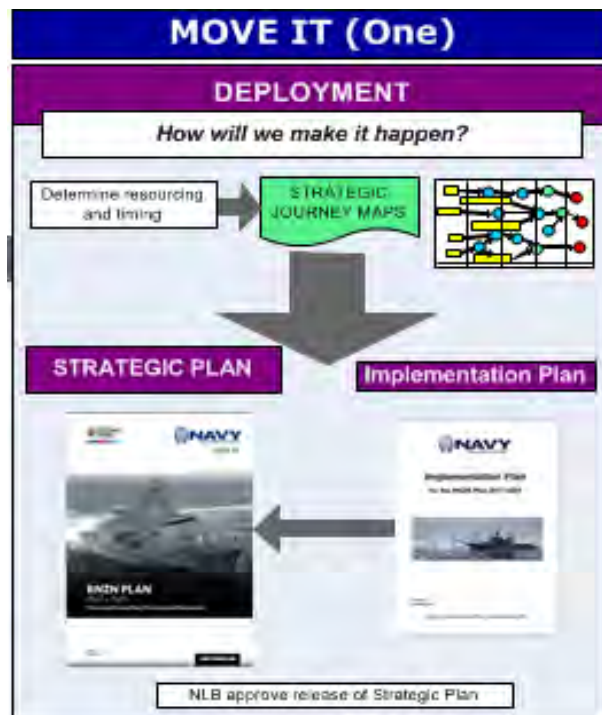 MOVE IT (One)
DEPLOYMENT
How will we make it happen?
Determine resourcing
and timing
STRATEGIC
JOURNEY MAPS
STRATEGIC PLAN
Implementation Plan
NAVY
RNZN PLAN
NAVY
Implementation Plan
NLB approve release of Strategic Plan